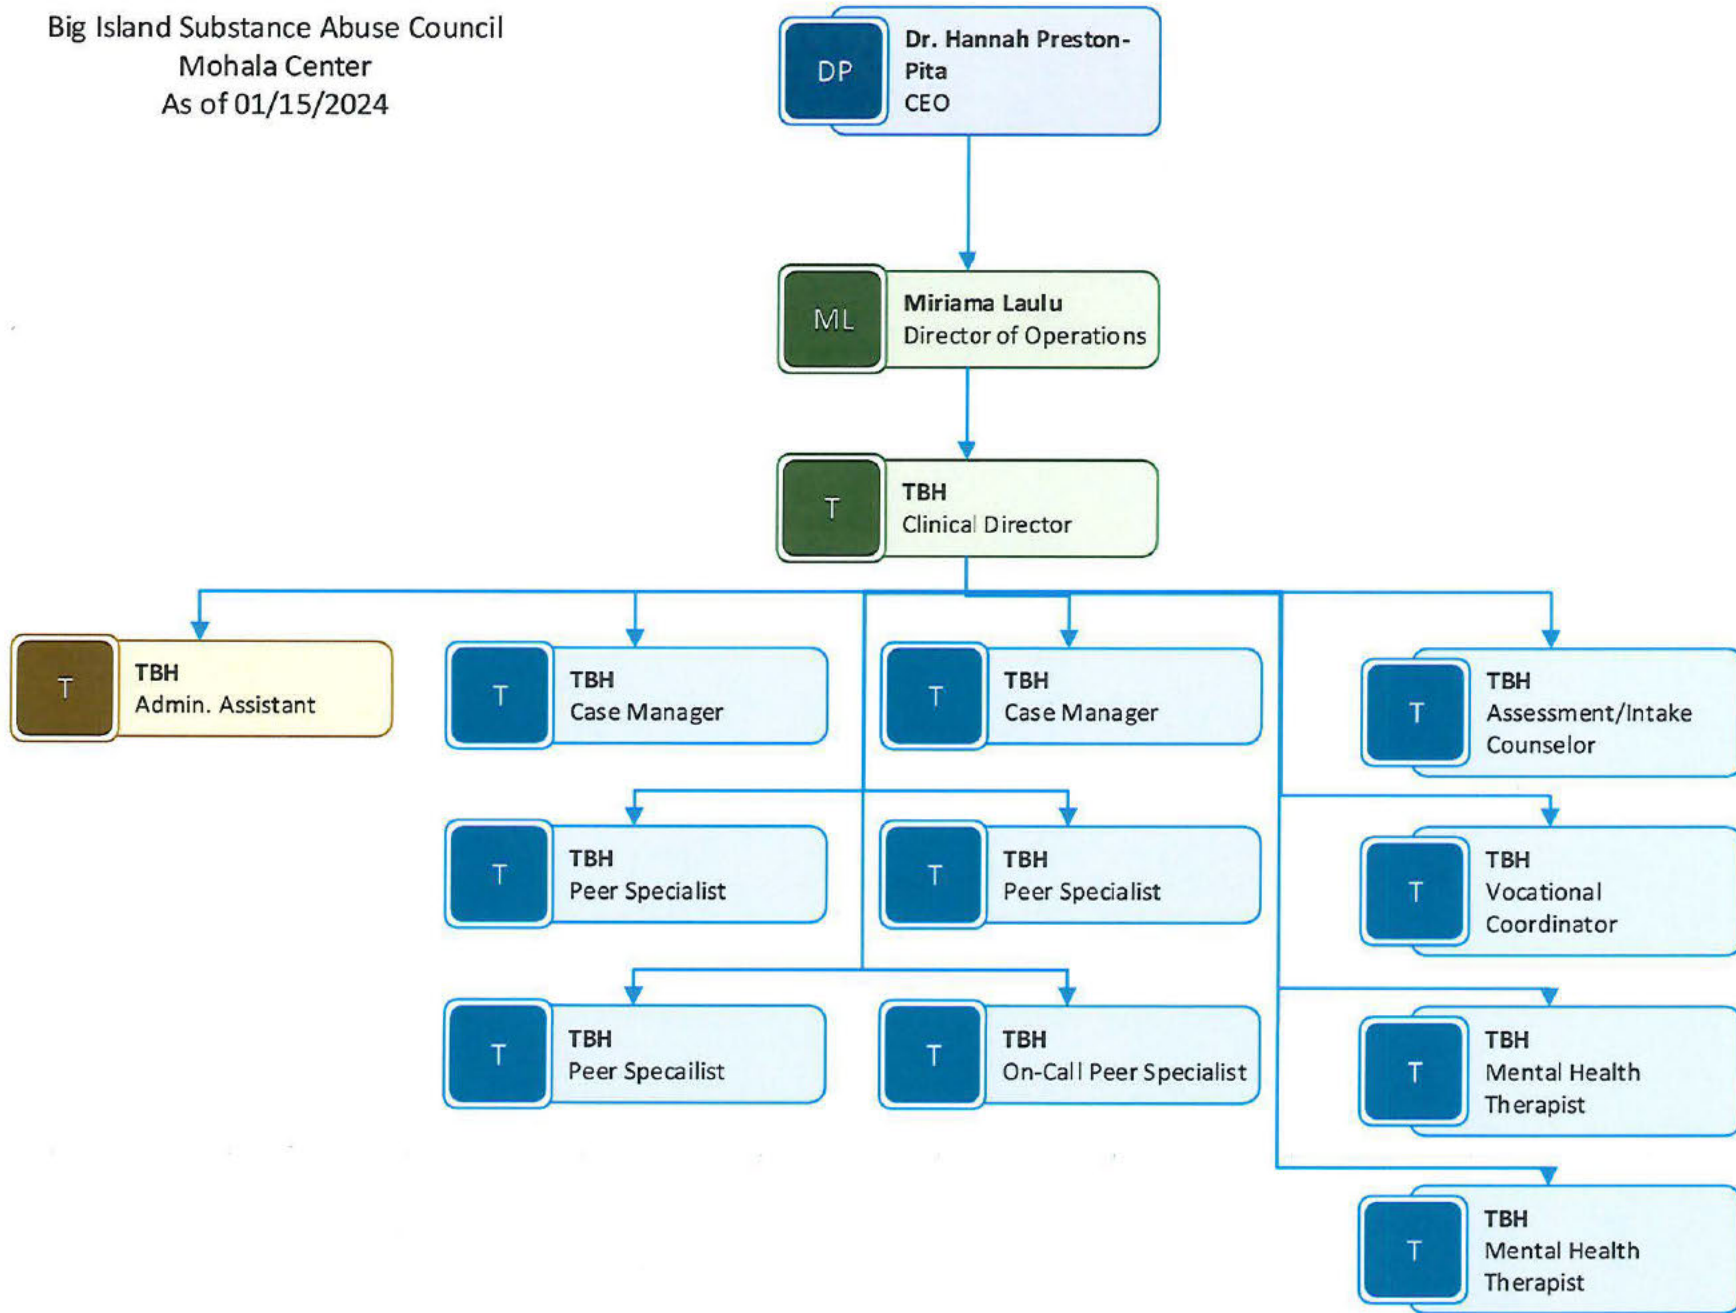 Big Island Substance Abuse Council
Mohala Center
As of 01/15/2024
DP
Dr. Hannah Preston-
Pita
CEO
ML
Miriama Laulu
Director of Operations
T
TBH
Clinical Director
T
TBH
Admin. Assistant
T
TBH
Case Manager
T
TBH
Case Manager
T
TBH
Assessment/Intake
Counselor
T
TBH
Peer Specialist
T
TBH
Peer Specialist
T
TBH
Vocational
Coordinator
T
TBH
Peer Specailist
T
TBH
On-Call Peer Specialist
T
TBH
Mental Health
Therapist
T
TBH
Mental Health
Therapist